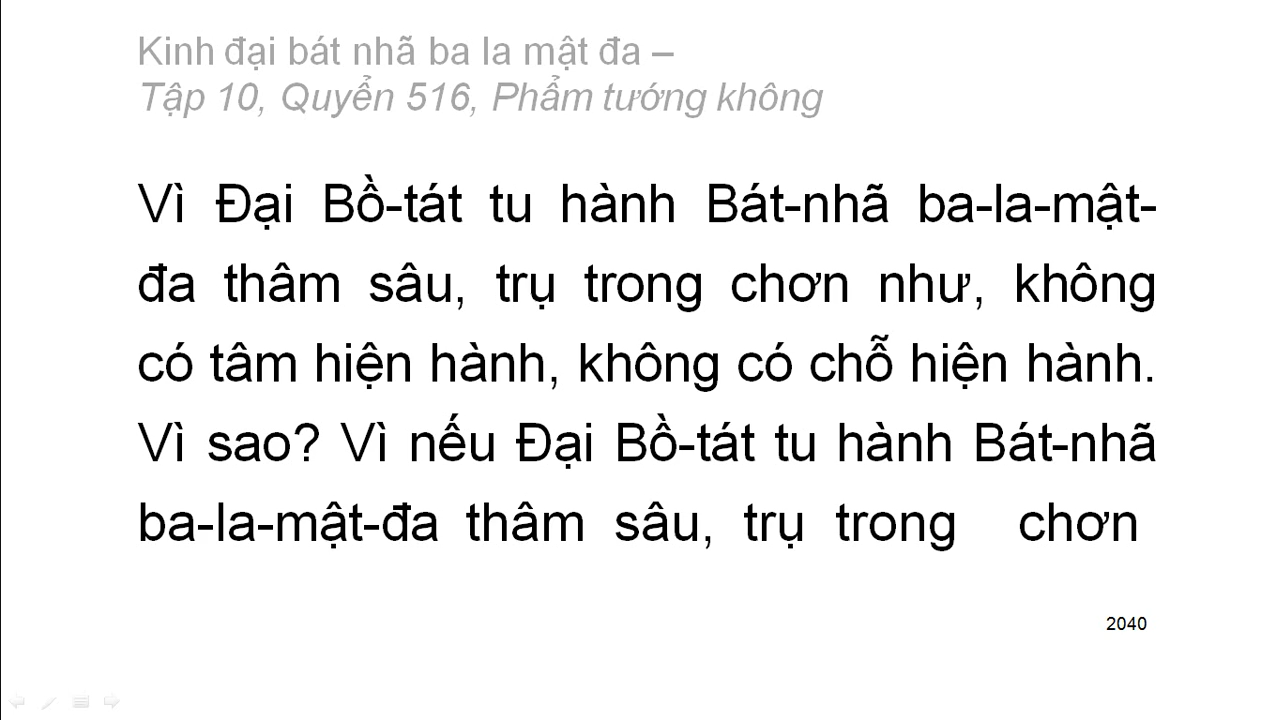 Kinh đại bát nhã ba la mật đa –
Tập 10, Quyển 516, Phẩm tướng không
Vì Đại Bồ-tát tu hành Bát-nhã ba-la-mật-
đa thâm sâu, trụ trong chơn như, không
có tâm hiện hành, không có chỗ hiện hành.
Vì sao? Vì nếu Đại Bồ-tát tu hành Bát-nhã
ba-la-mật-đa thâm sâu, trụ trong chơn
2040